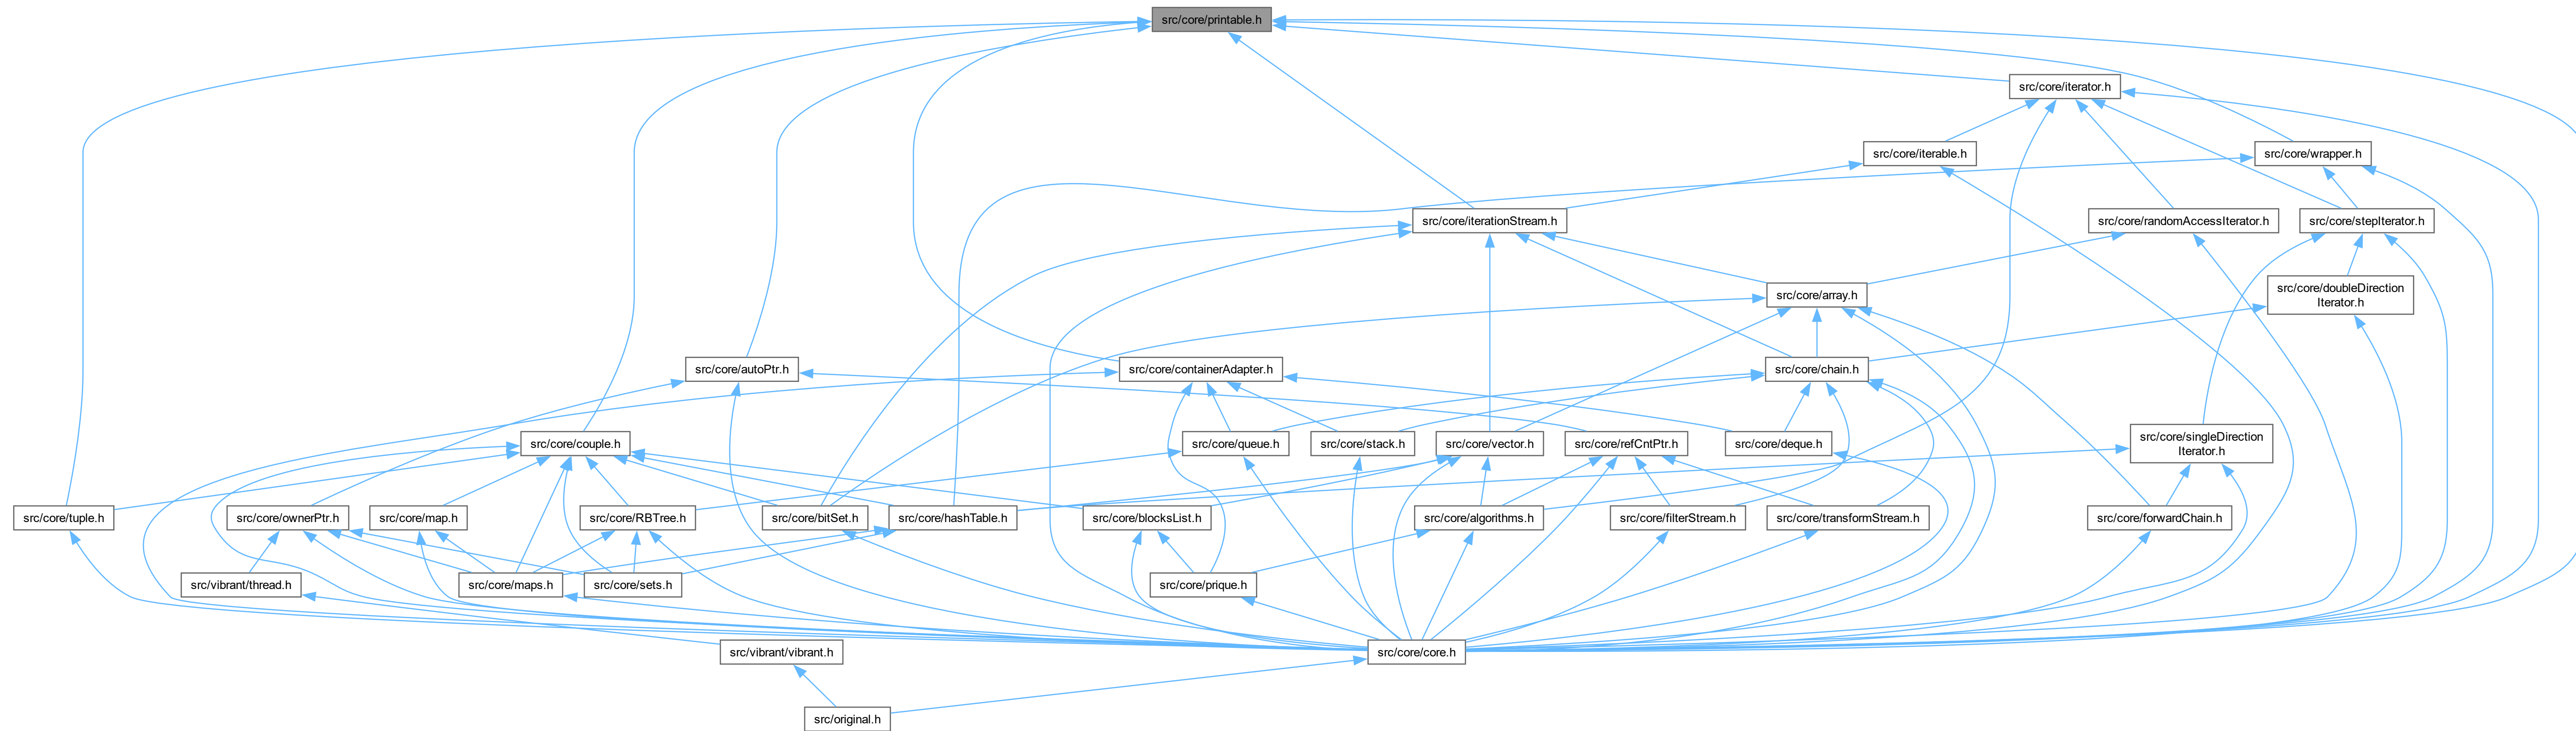 src/core/printable.h
src/core/iterator.h
src/core/iterable.h
src/core/wrapper.h
src/core/iterationStream.h
src/core/randomAccessIterator.h
src/core/stepIterator.h
src/core/array.h
src/core/doubleDirection
Iterator.h
src/core/autoPtr.h
src/core/containerAdapter.h
src/core/chain.h
src/core/couple.h
src/core/queue.h
src/core/stack.h
src/core/vector.h
src/core/refCntPtr.h
src/core/deque.h
src/core/singleDirection
Iterator.h
src/core/tuple.h
src/core/ownerPtr.h
src/core/map.h
src/core/RBTree.h
src/core/bitSet.h
src/core/hashTable.h
src/core/blocksList.h
src/core/algorithms.h
src/core/filterStream.h
src/core/transformStream.h
src/core/forwardChain.h
src/vibrant/thread.h
src/core/maps.h
src/core/sets.h
src/core/prique.h
src/vibrant/vibrant.h
src/core/core.h
src/original.h